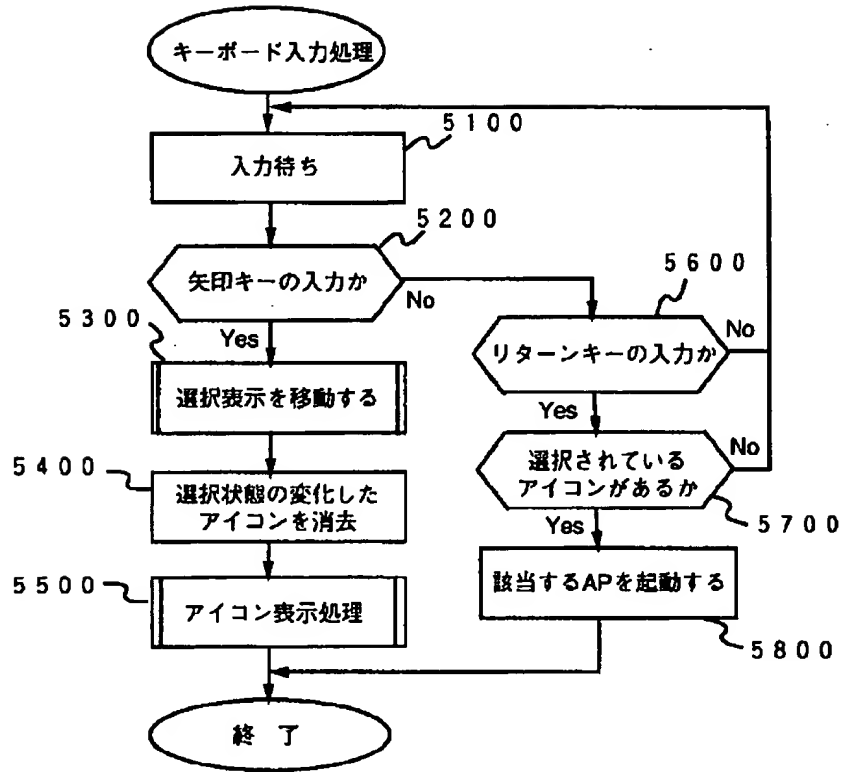 キーボード入力処理
5100
入力待ち
5200
矢印キーの入力か
No
Yes
5300
選択表示を移動する
5400
選択状態の変化した
アイコンを消去
5500
アイコン表示処理
5600
リターンキーの入力か
No
Yes
選択されている
アイコンがあるか
No
Yes
5700
該当するAPを起動する
5800
終 了